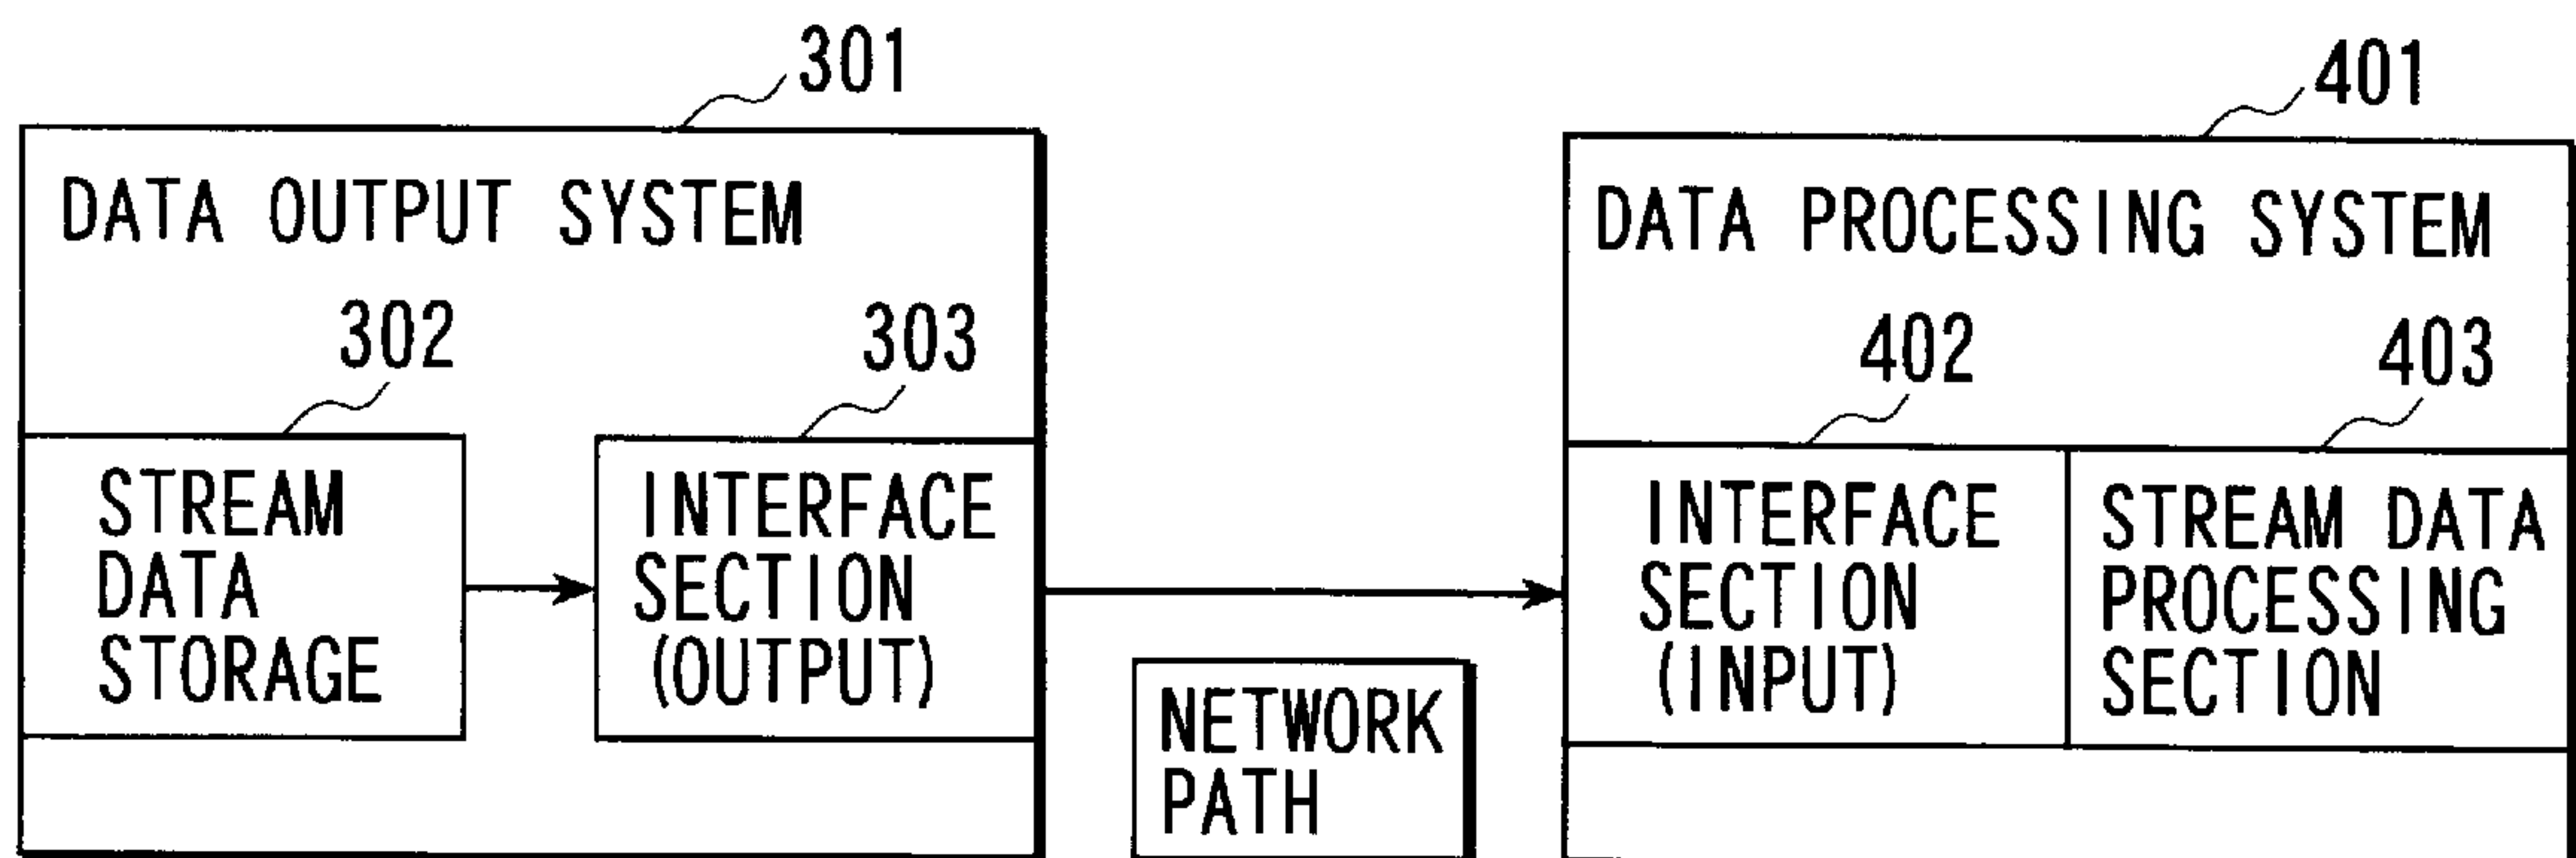 301
DATA OUTPUT SYSTEM
302
303
STREAM
DATA
STORAGE
INTERFACE
SECTION
(OUTPUT)
NETWORK
PATH
401
DATA PROCESSING SYSTEM
402
403
INTERFACE
SECTION
(INPUT)
STREAM DATA
PROCESSING
SECTION